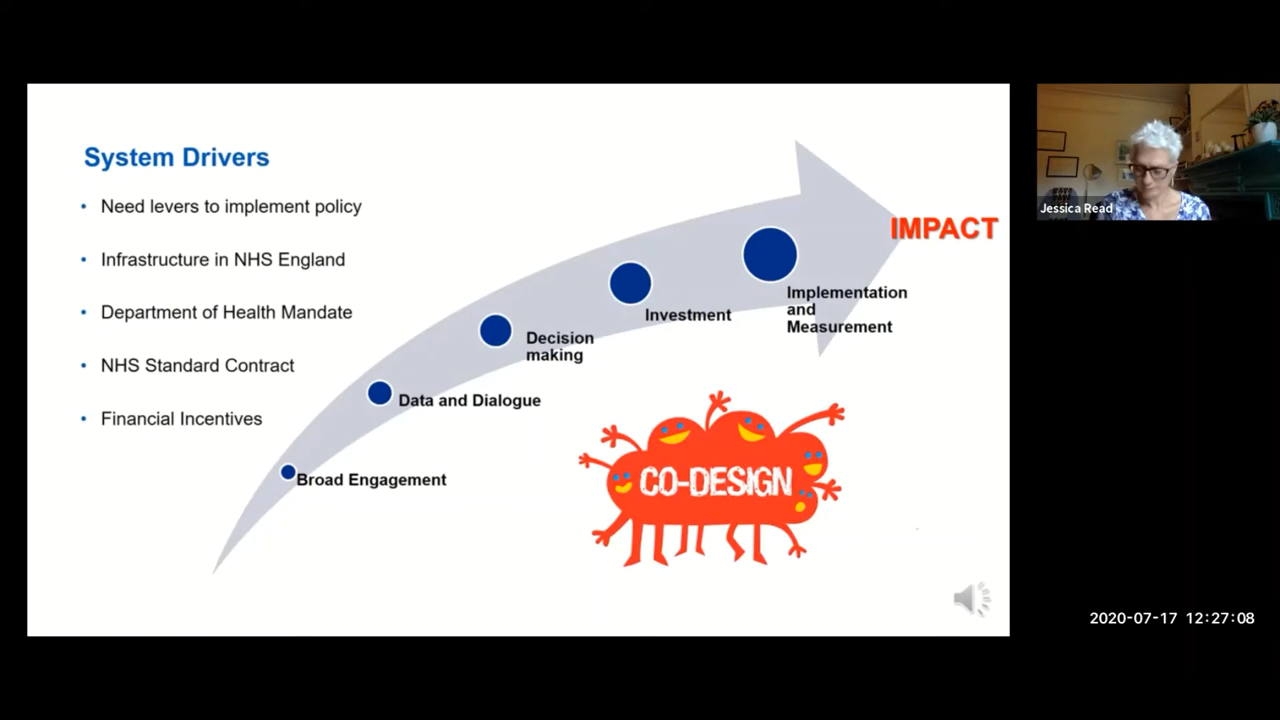 System Drivers
• Need levers to implement policy
• Infrastructure in NHS England
• Department of Health Mandate
• NHS Standard Contract
• Financial Incentives
IMPACT
Implementation
and
Measurement
Investment
Decision
making
Data and Dialogue
Broad Engagement
CO-DESIGN
Jessica Read
2020-07-17 12:27:08